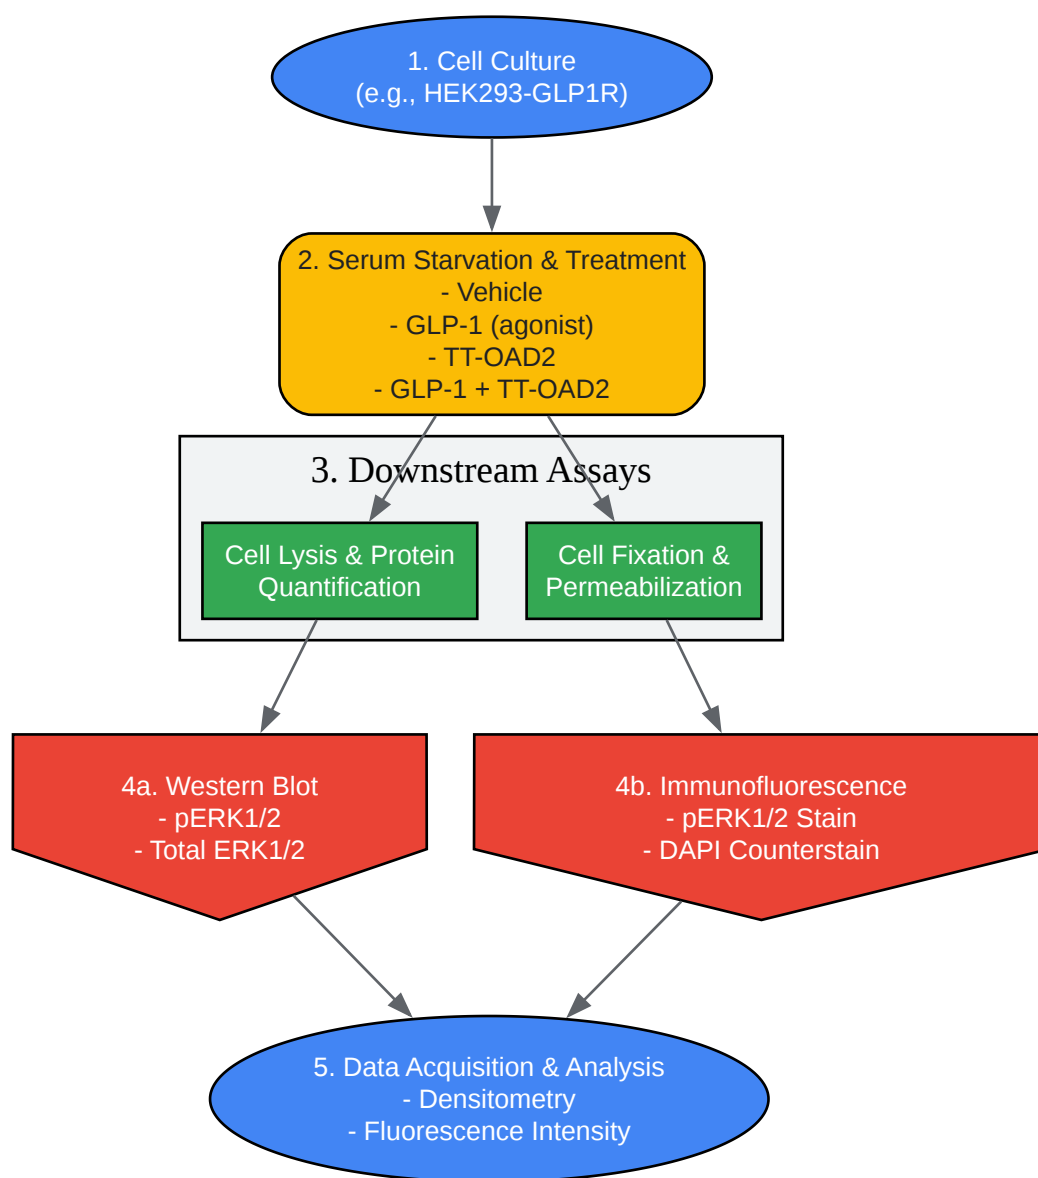 1. Cell Culture
(e.g., HEK293-GLP1R)
2. Serum Starvation & Treatment
- Vehicle
- GLP-1 (agonist)
- TT-OAD2
- GLP-1 + TT-OAD2
3. Downstream Assays
Cell Lysis & Protein
Quantification
Cell Fixation &
Permeabilization
4a. Western Blot
- pERK1/2
- Total ERK1/2
4b. Immunofluorescence
- pERK1/2 Stain
- DAPI Counterstain
5. Data Acquisition & Analysis
- Densitometry
- Fluorescence Intensity